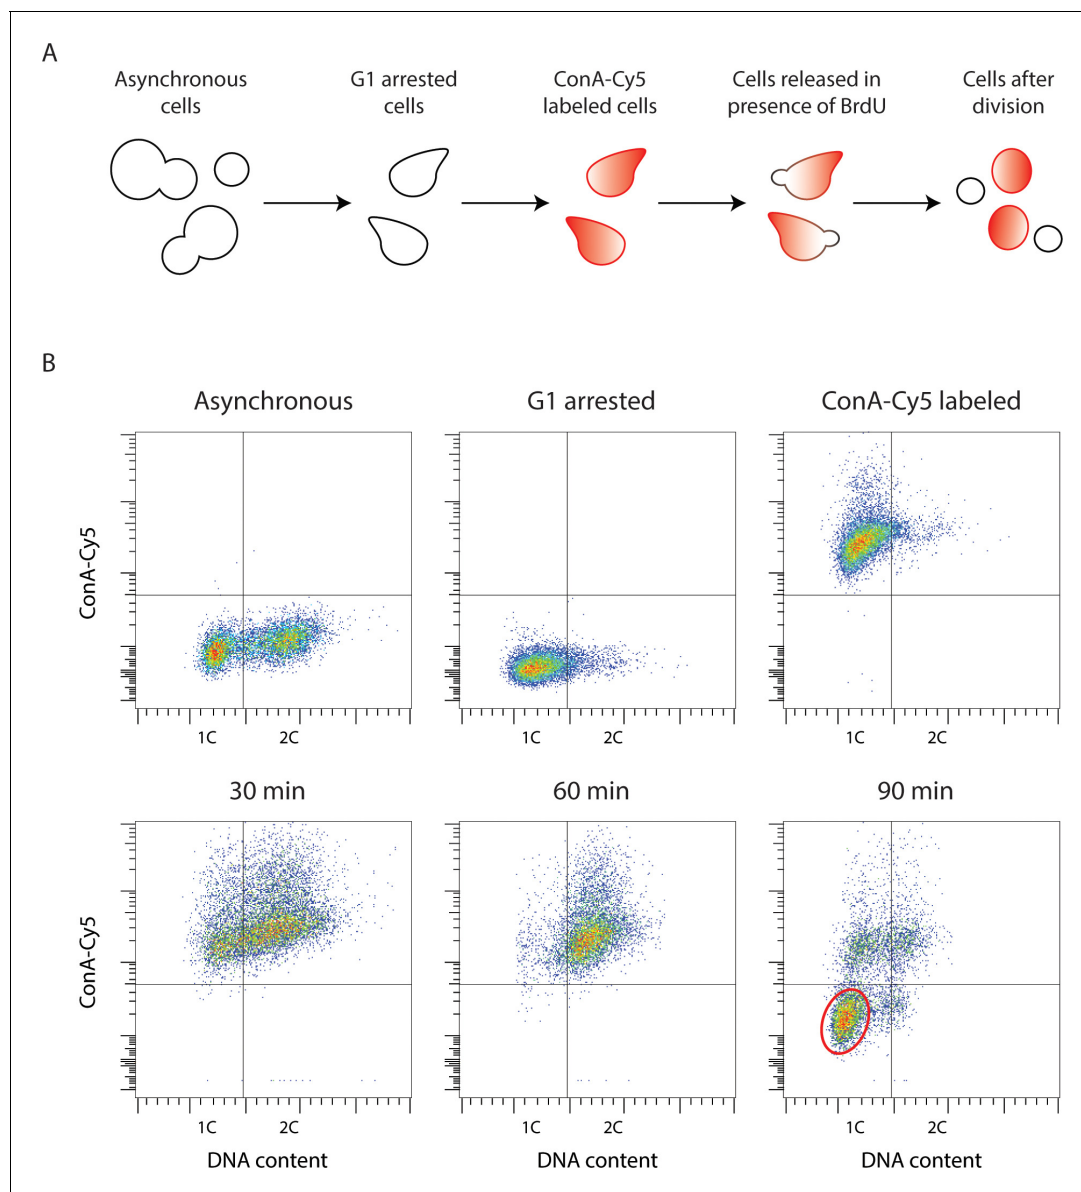 A
Asynchronous
cells
G1 arrested
cells
ConA-Cy5
labeled cells
Cells released in
presence of BrdU
Cells after
division
B
Asynchronous
G1 arrested
ConA-Cy5 labeled
ConA-Cy5
1C 2C
1C 2C
1C 2C
30 min
60 min
90 min
ConA-Cy5
1C 2C
1C 2C
1C 2C
DNA content
DNA content
DNA content